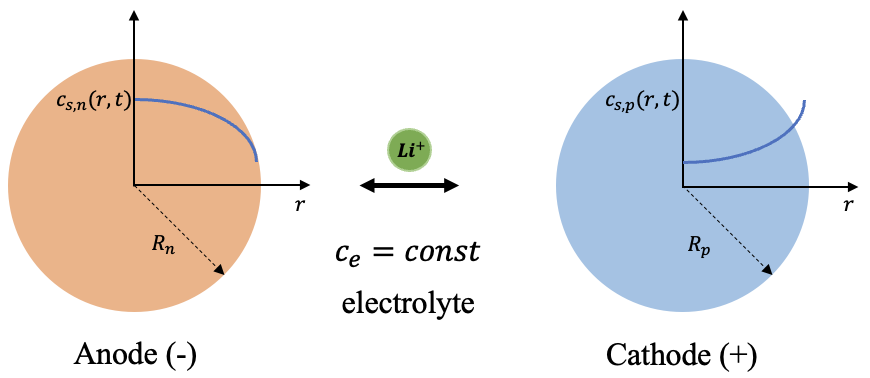 c_{s,n}(r,t)
r
R_n
Anode (-)
Li⁺
c_e = const
electrolyte
c_{s,p}(r,t)
r
R_p
Cathode (+)